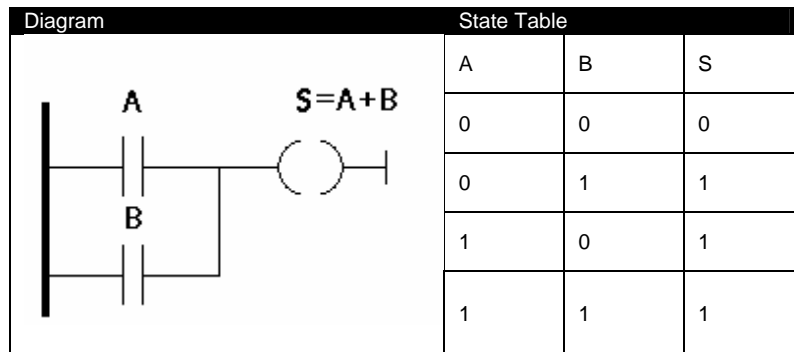 Diagram State Table
A B S
A S=A+B
0 0 0
0 1 1
B
1 0 1
1 1 1